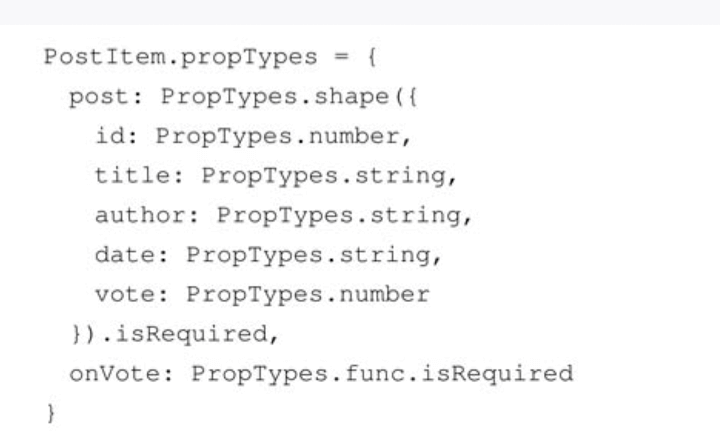 PostItem.propTypes = {
  post: PropTypes.shape({
    id: PropTypes.number,
    title: PropTypes.string,
    author: PropTypes.string,
    date: PropTypes.string,
    vote: PropTypes.number
  }).isRequired,
  onVote: PropTypes.func.isRequired
}